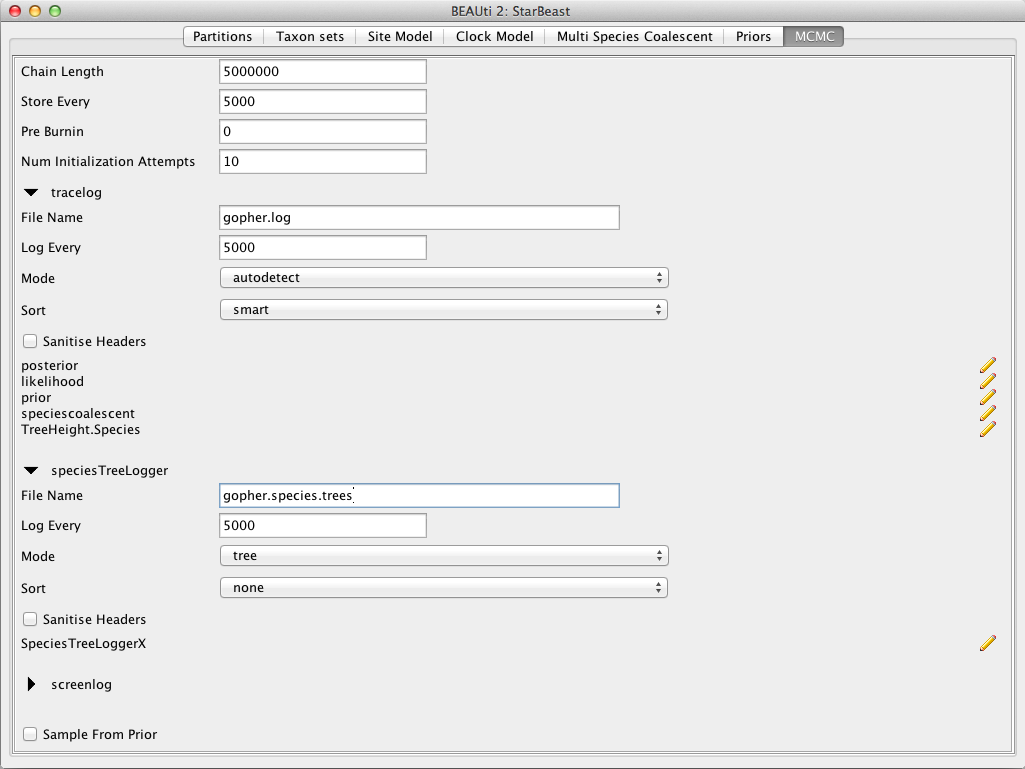 BEAUti 2: StarBeast
Partitions Taxon sets Site Model Clock Model Multi Species Coalescent Priors MCMC
Chain Length 5000000
Store Every 5000
Pre Burnin 0
Num Initialization Attempts 10
tracelog
File Name gopher.log
Log Every 5000
Mode autodetect
Sort smart
Sanitise Headers
posterior
likelihood
prior
speciescoalescent
TreeHeight.Species
speciesTreeLogger
File Name gopher.species.trees
Log Every 5000
Mode tree
Sort none
Sanitise Headers
SpeciesTreeLoggerX
screenlog
Sample From Prior